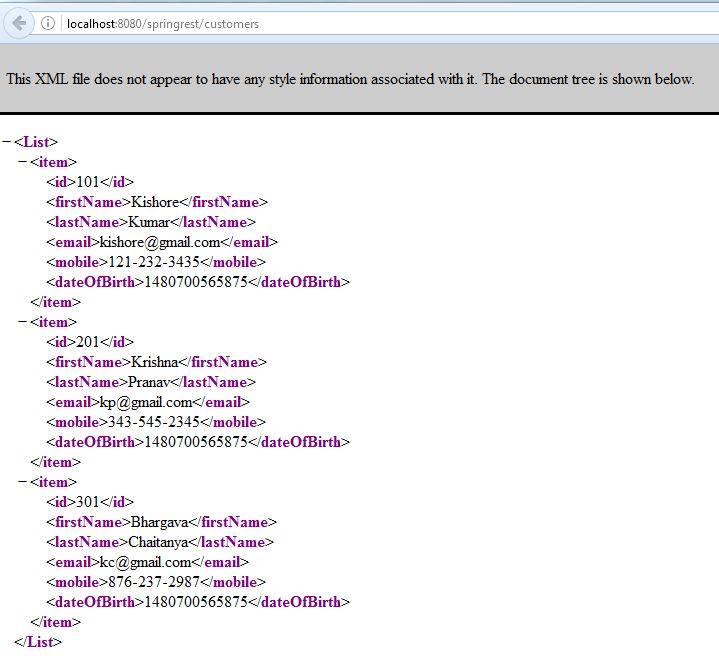 localhost:8080/springrest/customers
This XML file does not appear to have any style information associated with it. The document tree is shown below.
−<List>
−<item>
<id>101</id>
<firstName>Kishore</firstName>
<lastName>Kumar</lastName>
<email>kishore@gmail.com</email>
<mobile>121-232-3435</mobile>
<dateOfBirth>1480700565875</dateOfBirth>
</item>
−<item>
<id>201</id>
<firstName>Krishna</firstName>
<lastName>Pranav</lastName>
<email>kp@gmail.com</email>
<mobile>343-545-2345</mobile>
<dateOfBirth>1480700565875</dateOfBirth>
</item>
−<item>
<id>301</id>
<firstName>Bhargava</firstName>
<lastName>Chaitanya</lastName>
<email>kc@gmail.com</email>
<mobile>876-237-2987</mobile>
<dateOfBirth>1480700565875</dateOfBirth>
</item>
</List>